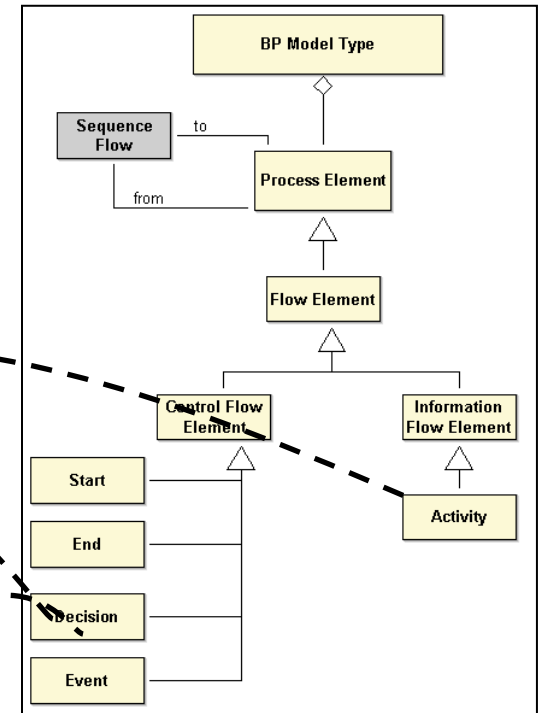 BP Model Type
Sequence
Flow
to
from
Process Element
Flow Element
Control Flow
Element
Information
Flow Element
Start
End
Decision
Event
Activity